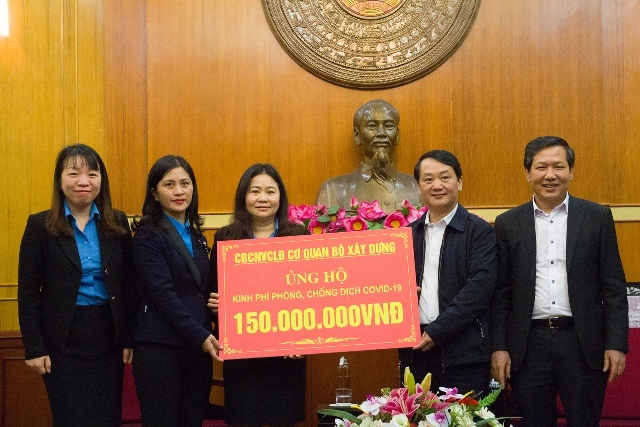 CBCNVCLĐ CƠ QUAN BỘ XÂY DỰNG
ỦNG HỘ
KINH PHÍ PHÒNG, CHỐNG DỊCH COVID-19
150.000.000VNĐ